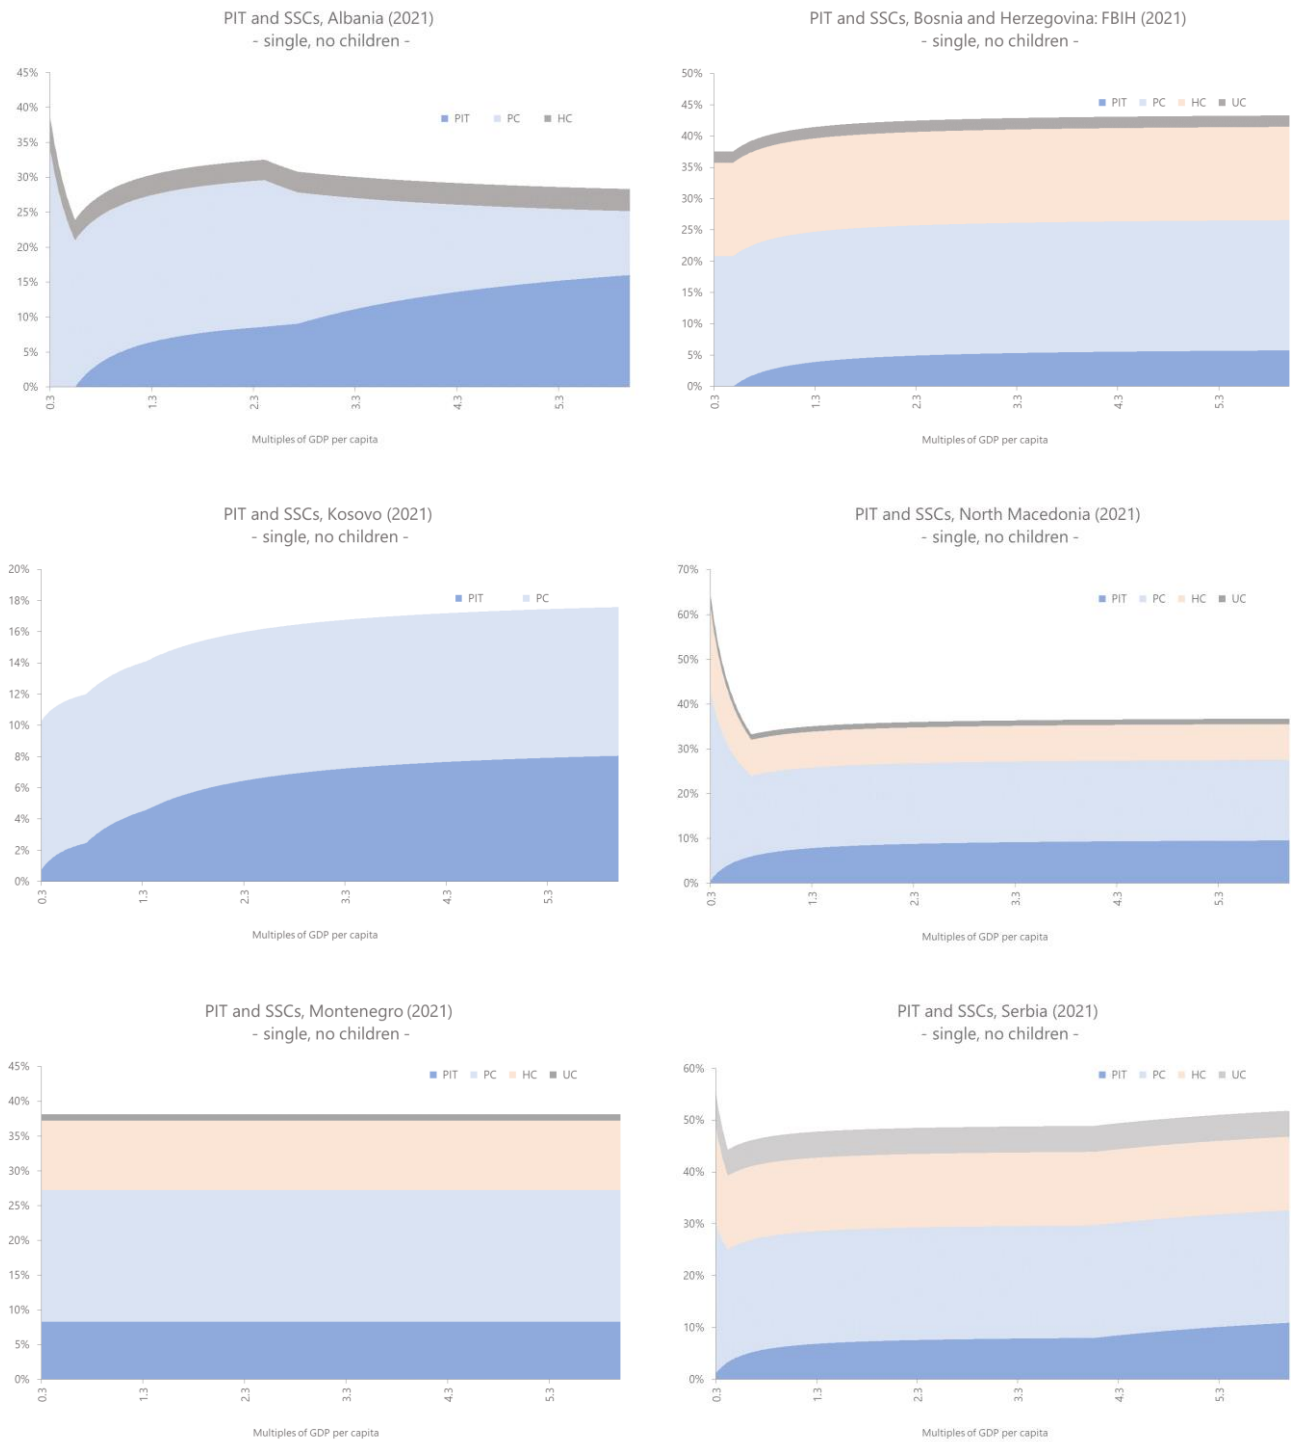 PIT and SSCs, Albania (2021)
- single, no children -
45%
40%
35%
30%
25%
20%
15%
10%
5%
0%
PIT PC HC
0.3 1.3 2.3 3.3 4.3 5.3
Multiples of GDP per capita
PIT and SSCs, Bosnia and Herzegovina: FBIH (2021)
- single, no children -
50%
45%
40%
35%
30%
25%
20%
15%
10%
5%
0%
PIT PC HC UC
0.3 1.3 2.3 3.3 4.3 5.3
Multiples of GDP per capita
PIT and SSCs, Kosovo (2021)
- single, no children -
20%
18%
16%
14%
12%
10%
8%
6%
4%
2%
0%
PIT PC
0.3 1.3 2.3 3.3 4.3 5.3
Multiples of GDP per capita
PIT and SSCs, North Macedonia (2021)
- single, no children -
70%
60%
50%
40%
30%
20%
10%
0%
PIT PC HC UC
0.3 1.3 2.3 3.3 4.3 5.3
Multiples of GDP per capita
PIT and SSCs, Montenegro (2021)
- single, no children -
45%
40%
35%
30%
25%
20%
15%
10%
5%
0%
PIT PC HC UC
0.3 1.3 2.3 3.3 4.3 5.3
Multiples of GDP per capita
PIT and SSCs, Serbia (2021)
- single, no children -
60%
50%
40%
30%
20%
10%
0%
PIT PC HC UC
0.3 1.3 2.3 3.3 4.3 5.3
Multiples of GDP per capita